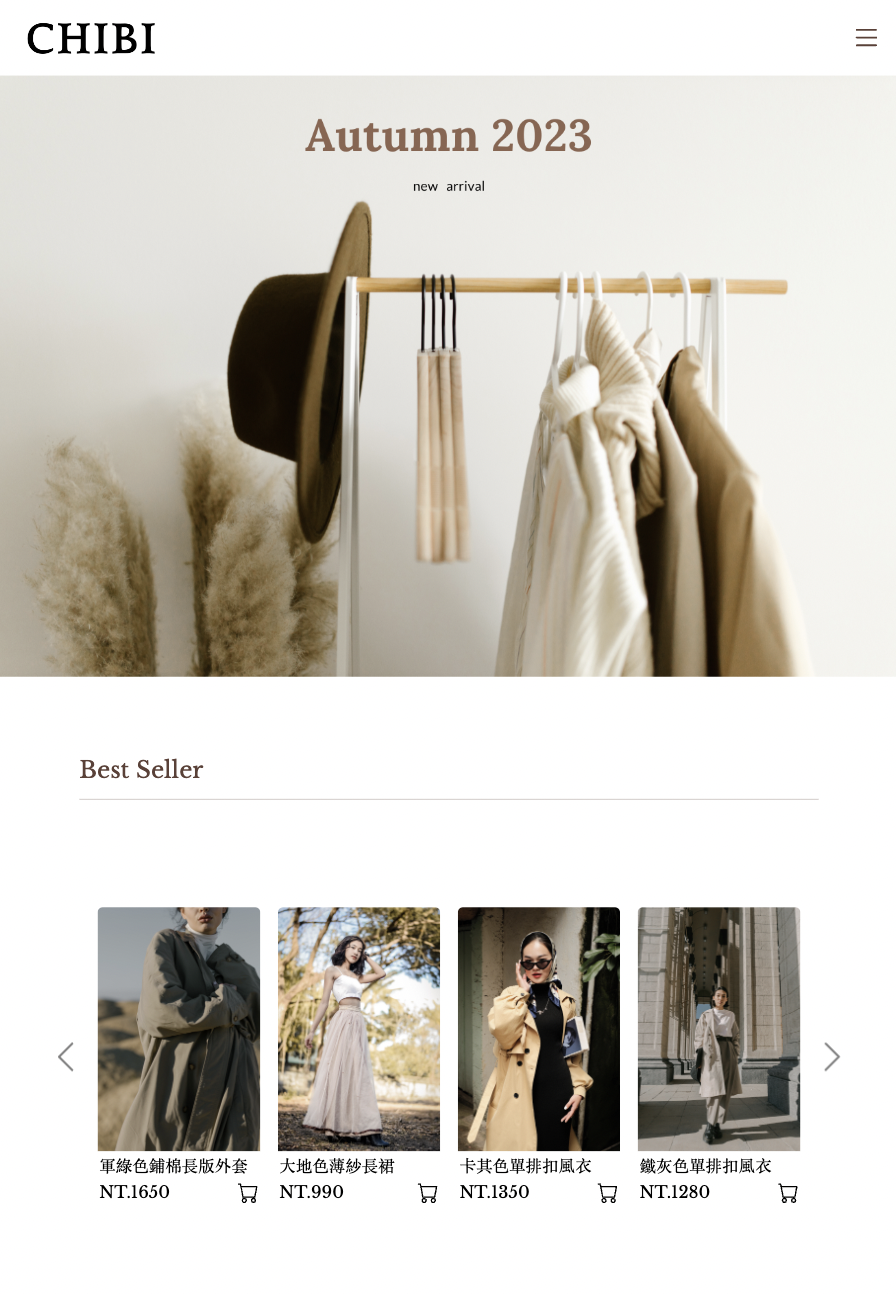 CHIBI
Autumn 2023
new arrival
Best Seller
軍綠色鋪棉長版外套
NT.1650
大地色薄紗長裙
NT.990
卡其色單排扣風衣
NT.1350
鐵灰色單排扣風衣
NT.1280